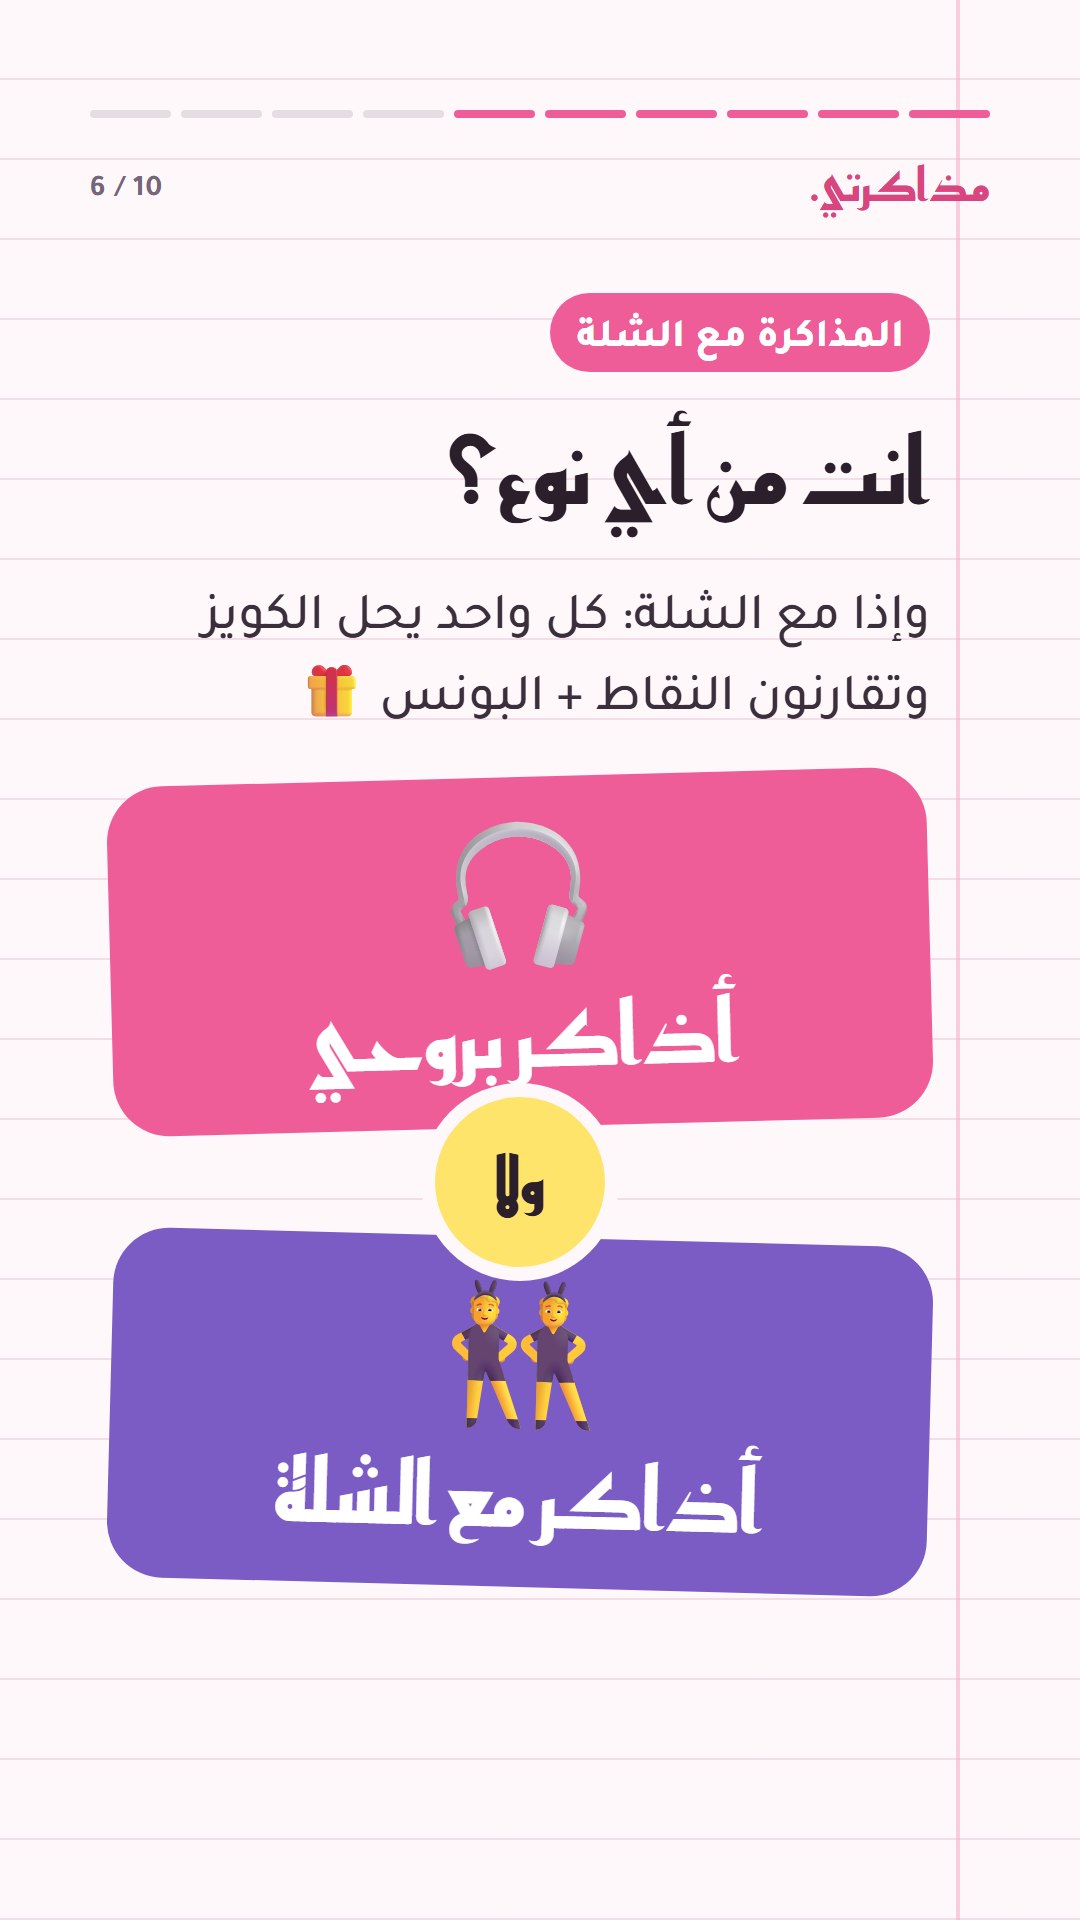 مذاكرتي.
6 / 10
المذاكرة مع الشلة
انت من أي نوع؟
وإذا مع الشلة: كل واحد يحل الكويز
وتقارنون النقاط + البونس 🎁
أذاكر بروحي
ولا
أذاكر مع الشلة